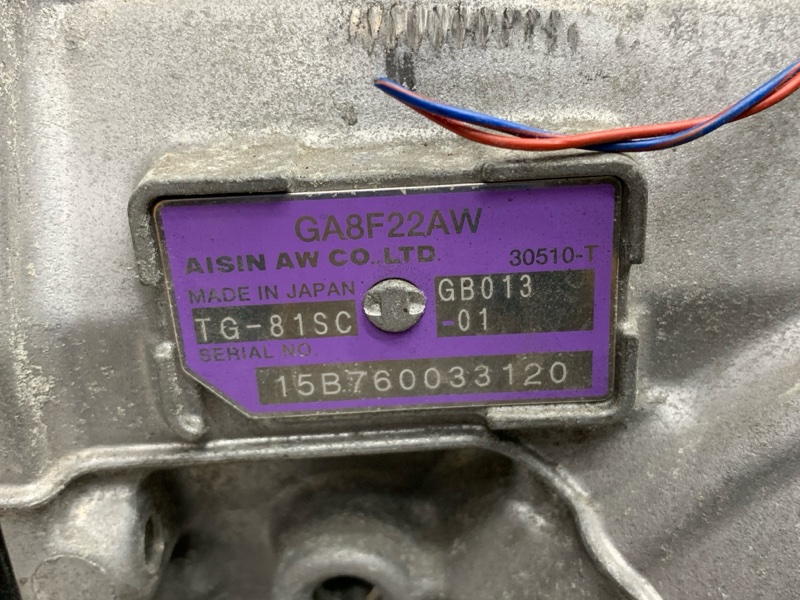 GA8F22AW
AISIN AW CO.,LTD. 30510-T
MADE IN JAPAN GB013
TG-81SC -01
SERIAL NO.
15B760033120